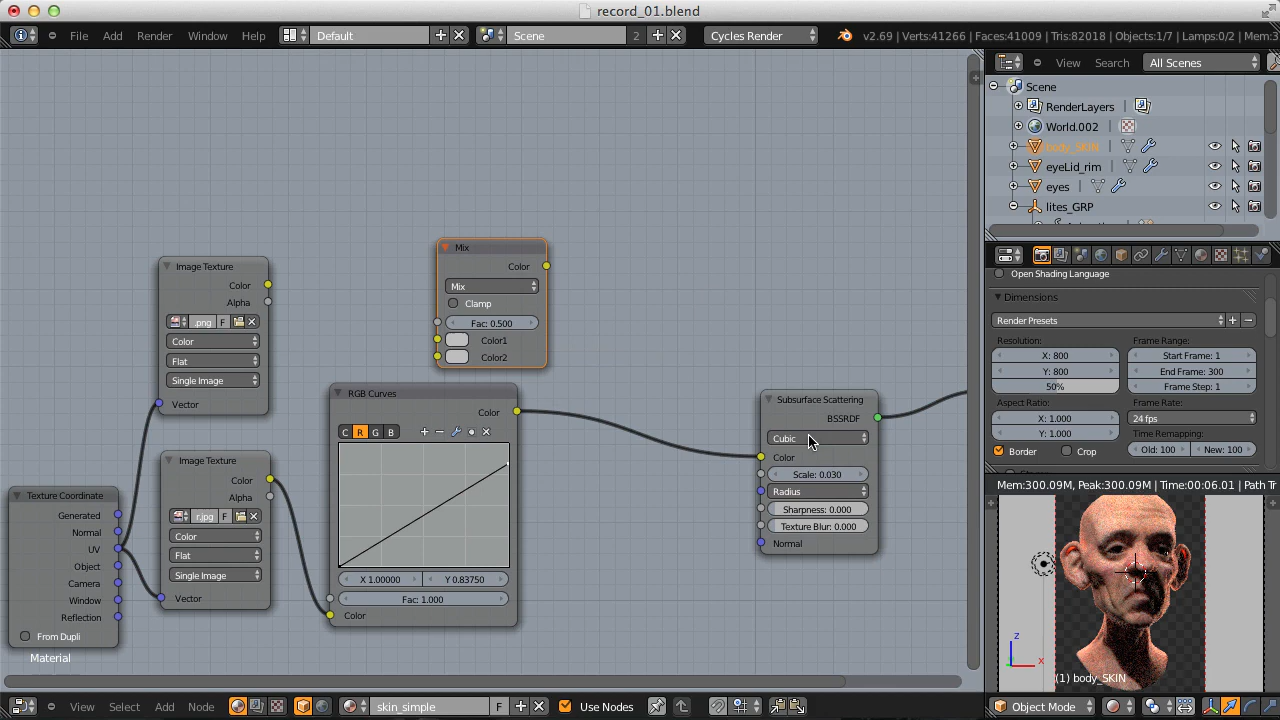 record_01.blend
File Add Render Window Help Default Scene 2 Cycles Render v2.69 | Verts:41266 | Faces:41009 | Tris:82018 | Objects:1/7 | Lamps:0/2 | Mem:3
View Search All Scenes
Scene
RenderLayers
World.002
body_SKIN
eyeLid_rim
eyes
lites_GRP
Mix
Color
Mix
Clamp
Fac: 0.500
Color1
Color2
Image Texture
Color
Alpha
.png F
Color
Flat
Single Image
Vector
RGB Curves
Color
C R G B
X 1.00000 Y 0.83750
Fac: 1.000
Color
Subsurface Scattering
BSSRDF
Cubic
Color
Scale: 0.030
Radius
Sharpness: 0.000
Texture Blur: 0.000
Normal
Image Texture
Color
Alpha
r.jpg F
Color
Flat
Single Image
Vector
Texture Coordinate
Generated
Normal
UV
Object
Camera
Window
Reflection
From Dupli
Material
Open Shading Language
Dimensions
Render Presets
Resolution: Frame Range:
X: 800 Start Frame: 1
Y: 800 End Frame: 300
50% Frame Step: 1
Aspect Ratio: Frame Rate:
X: 1.000 24 fps
Y: 1.000 Time Remapping:
Border Crop Old: 100 New: 100
Mem:300.09M, Peak:300.09M | Time:00:06.01 | Path Tr
z
x
(1) body_SKIN
View Select Add Node skin_simple F Use Nodes
Object Mode